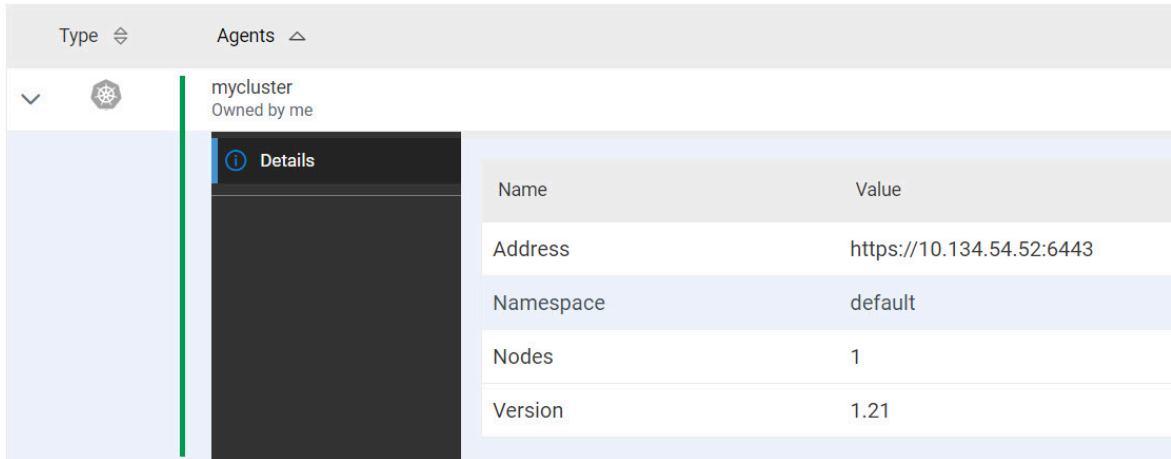 Type Agents
mycluster
Owned by me
Details
Name Value
Address https://10.134.54.52:6443
Namespace default
Nodes 1
Version 1.21